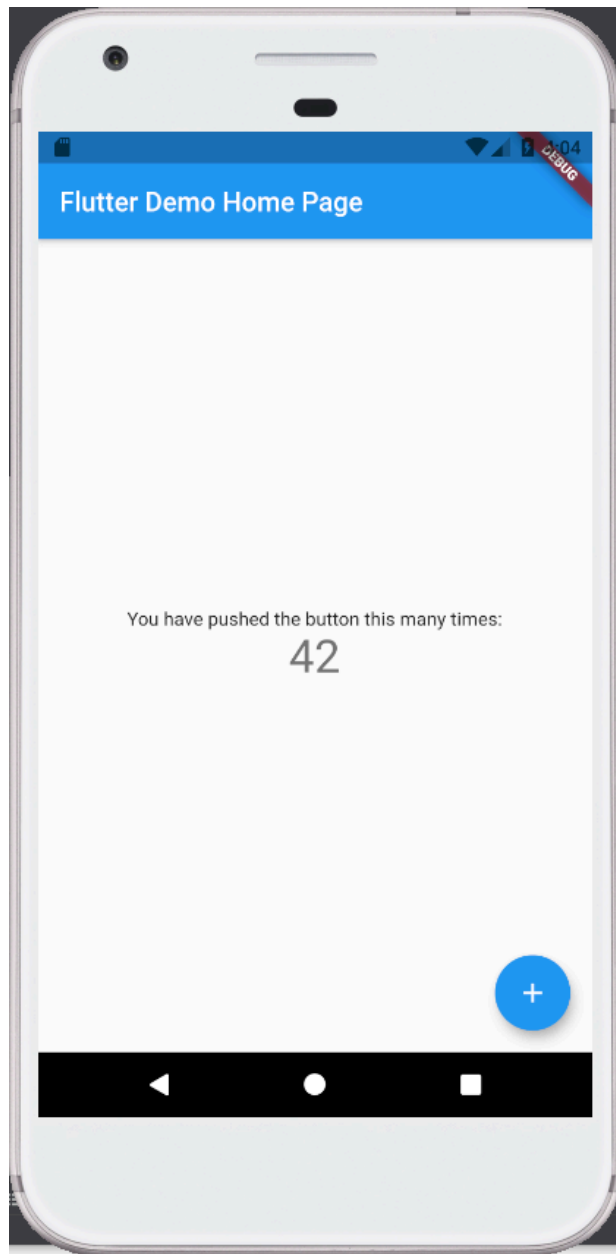 DEBUG
Flutter Demo Home Page
You have pushed the button this many times:
42
+